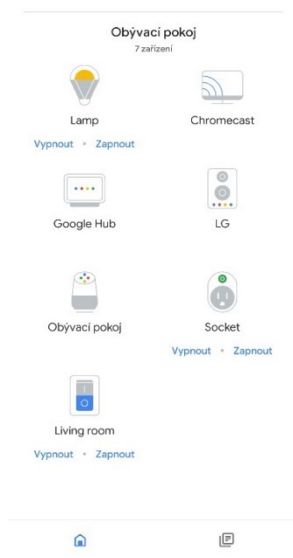 Obývací pokoj
7 zařízení
Lamp
Chromecast
Vypnout • Zapnout
Google Hub
LG
Obývací pokoj
Socket
Vypnout • Zapnout
Living room
Vypnout • Zapnout